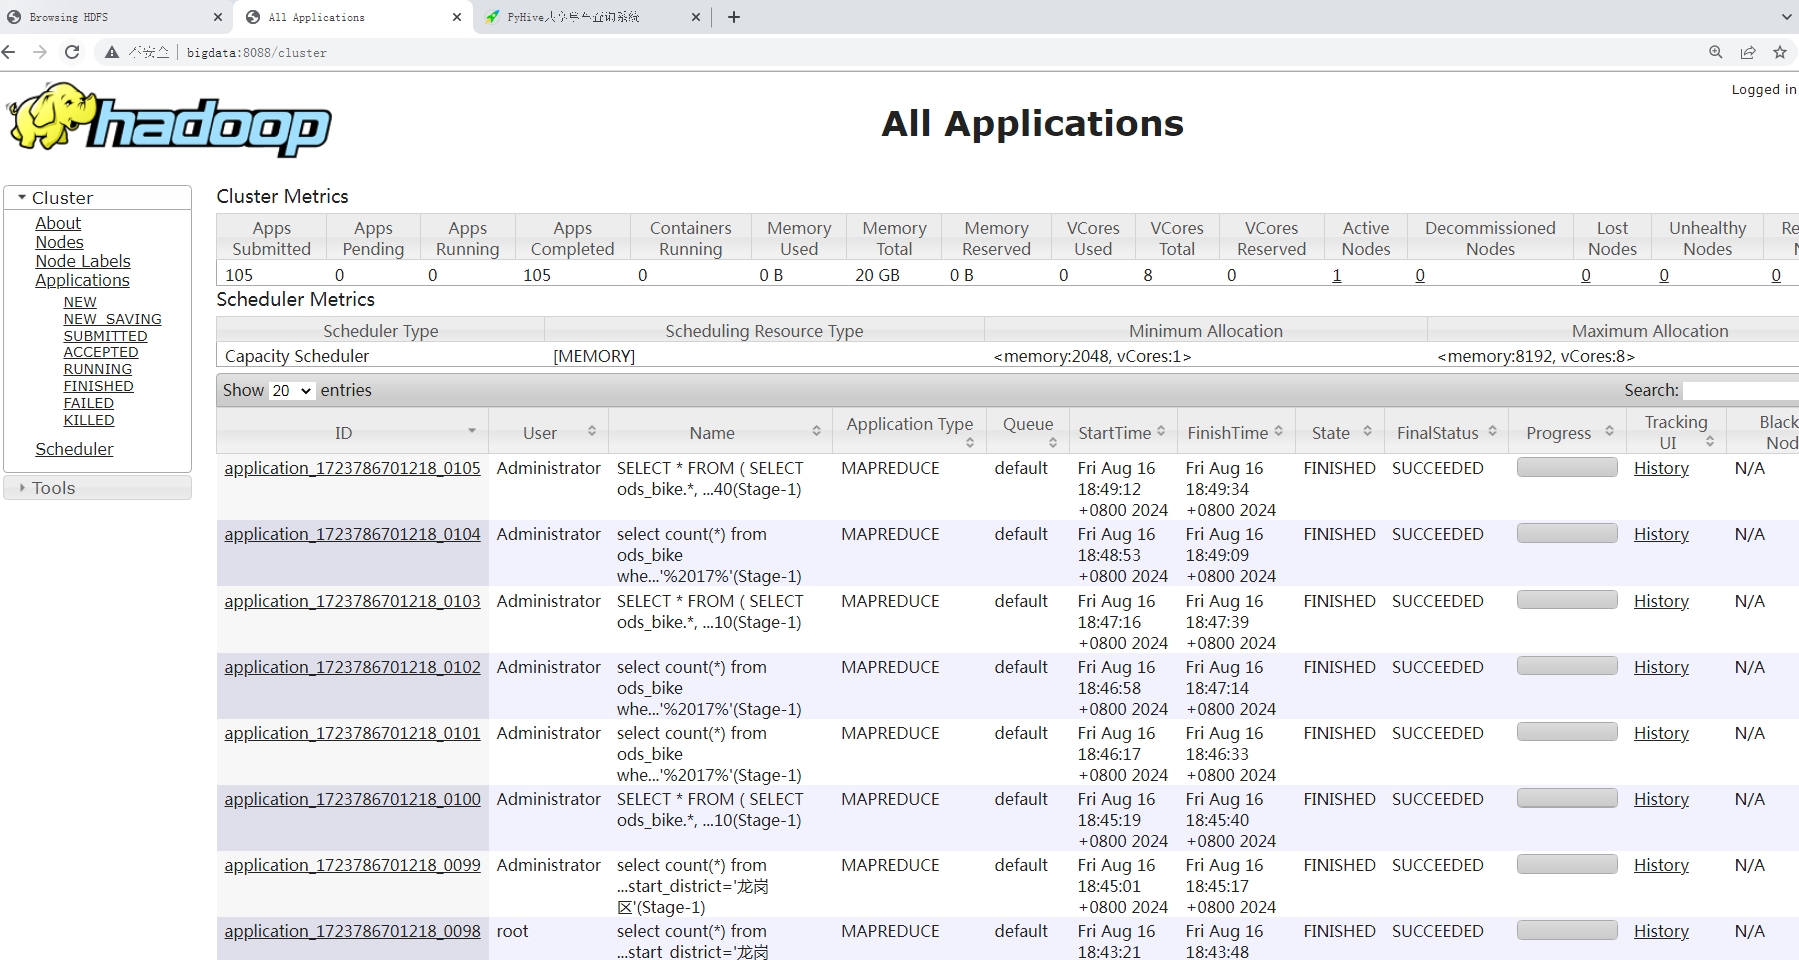 Browsing HDFS
All Applications
PyHive共享单车查询系统
不安全
bigdata:8088/cluster
hadoop
Logged in
All Applications
Cluster
About
Nodes
Node Labels
Applications
NEW
NEW_SAVING
SUBMITTED
ACCEPTED
RUNNING
FINISHED
FAILED
KILLED
Scheduler
Tools
Cluster Metrics
Apps Submitted Apps Pending Apps Running Apps Completed Containers Running Memory Used Memory Total Memory Reserved VCores Used VCores Total VCores Reserved Active Nodes Decommissioned Nodes Lost Nodes Unhealthy Nodes Re
105 0 0 105 0 0 B 20 GB 0 B 0 8 0 1 0 0 0 0
Scheduler Metrics
Scheduler Type Scheduling Resource Type Minimum Allocation Maximum Allocation
Capacity Scheduler [MEMORY] <memory:2048, vCores:1> <memory:8192, vCores:8>
Show 20 entries Search:
ID User Name Application Type Queue StartTime FinishTime State FinalStatus Progress Tracking UI Black Nod
application_1723786701218_0105 Administrator SELECT * FROM ( SELECT MAPREDUCE default Fri Aug 16 Fri Aug 16 FINISHED SUCCEEDED History N/A
ods_bike.*, ...40(Stage-1) 18:49:12 18:49:34
+0800 2024 +0800 2024
application_1723786701218_0104 Administrator select count(*) from MAPREDUCE default Fri Aug 16 Fri Aug 16 FINISHED SUCCEEDED History N/A
ods_bike 18:48:53 18:49:09
whe...'%2017%'(Stage-1) +0800 2024 +0800 2024
application_1723786701218_0103 Administrator SELECT * FROM ( SELECT MAPREDUCE default Fri Aug 16 Fri Aug 16 FINISHED SUCCEEDED History N/A
ods_bike.*, ...10(Stage-1) 18:47:16 18:47:39
+0800 2024 +0800 2024
application_1723786701218_0102 Administrator select count(*) from MAPREDUCE default Fri Aug 16 Fri Aug 16 FINISHED SUCCEEDED History N/A
ods_bike 18:46:58 18:47:14
whe...'%2017%'(Stage-1) +0800 2024 +0800 2024
application_1723786701218_0101 Administrator select count(*) from MAPREDUCE default Fri Aug 16 Fri Aug 16 FINISHED SUCCEEDED History N/A
ods_bike 18:46:17 18:46:33
whe...'%2017%'(Stage-1) +0800 2024 +0800 2024
application_1723786701218_0100 Administrator SELECT * FROM ( SELECT MAPREDUCE default Fri Aug 16 Fri Aug 16 FINISHED SUCCEEDED History N/A
ods_bike.*, ...10(Stage-1) 18:45:19 18:45:40
+0800 2024 +0800 2024
application_1723786701218_0099 Administrator select count(*) from MAPREDUCE default Fri Aug 16 Fri Aug 16 FINISHED SUCCEEDED History N/A
...start_district='龙岗 18:45:01 18:45:17
区'(Stage-1) +0800 2024 +0800 2024
application_1723786701218_0098 root select count(*) from MAPREDUCE default Fri Aug 16 Fri Aug 16 FINISHED SUCCEEDED History N/A
...start_district='龙岗 18:43:21 18:43:48